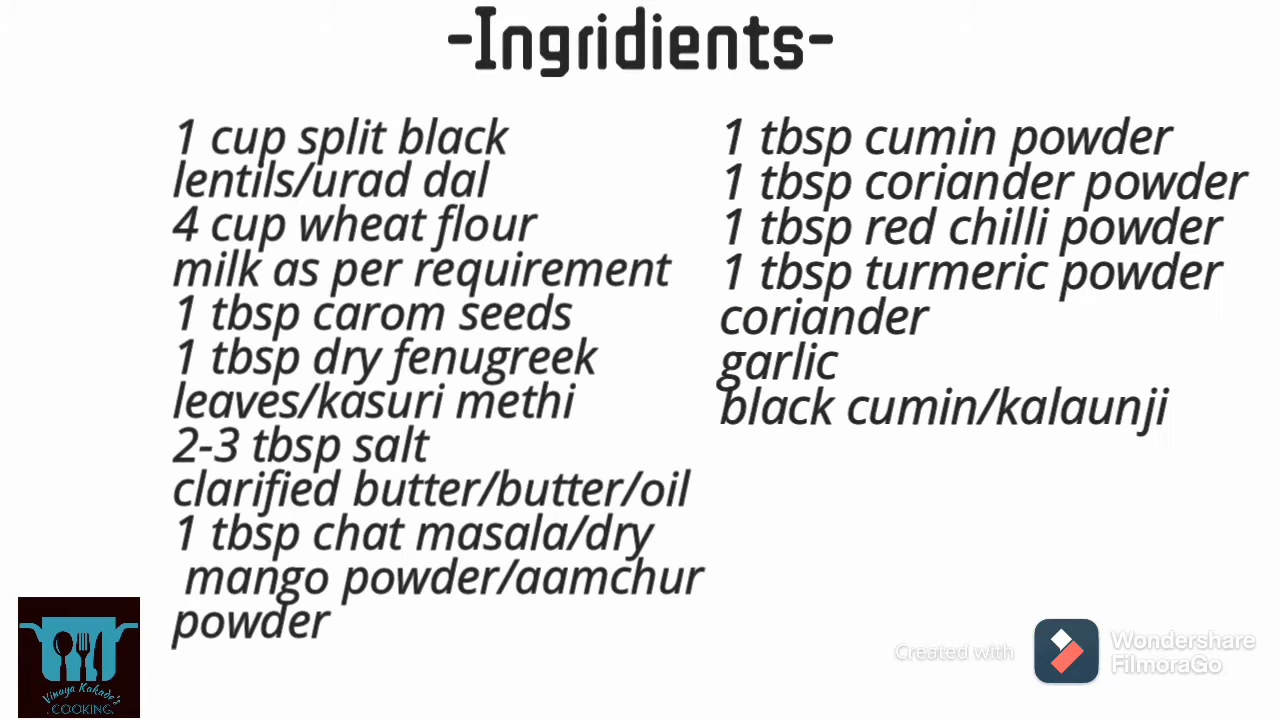 -Ingridients-
1 cup split black
lentils/urad dal
4 cup wheat flour
milk as per requirement
1 tbsp carom seeds
1 tbsp dry fenugreek
leaves/kasuri methi
2-3 tbsp salt
clarified butter/butter/oil
1 tbsp chat masala/dry
mango powder/aamchur
powder
1 tbsp cumin powder
1 tbsp coriander powder
1 tbsp red chilli powder
1 tbsp turmeric powder
coriander
garlic
black cumin/kalaunji
Vinaya Kakade's
COOKING.
Created with
Wondershare
FilmoraGo